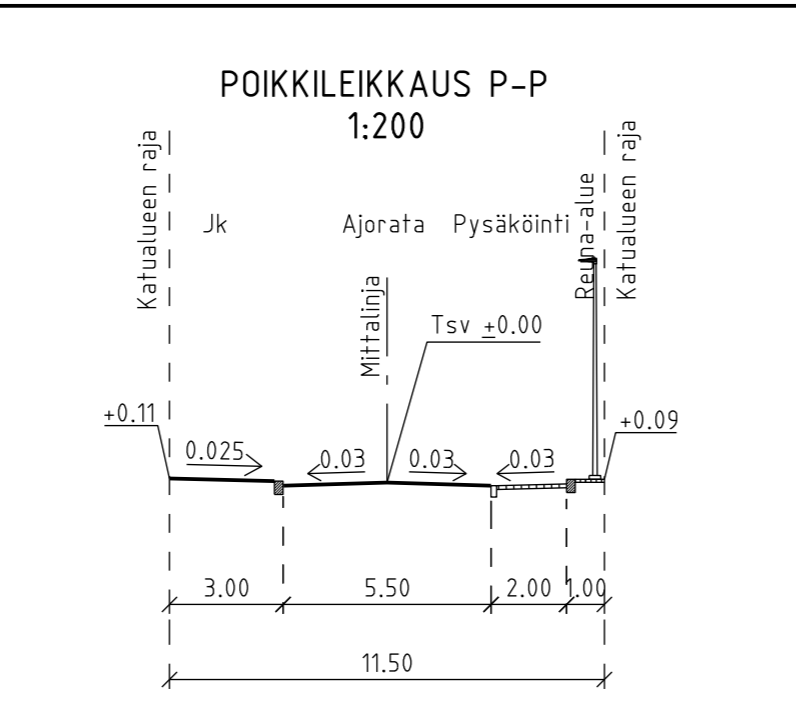 POIKKILEIKKAUS P-P
1:200
Katualueen raja
Jk
Ajorata
Pysäköinti
Reuna-alue
Katualueen raja
Mittalinja
Tsv ±0.00
+0.11
+0.09
0.025
0.03
0.03
0.03
3.00
5.50
2.00
1.00
11.50